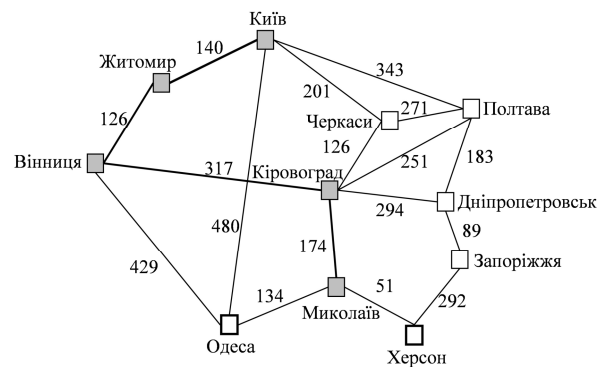 Київ
140
Житомир
343
201
271
Полтава
Черкаси
126
126
Вінниця
317
Кіровоград
251
183
294
Дніпропетровськ
480
174
89
429
Запоріжжя
134
51
292
Миколаїв
Одеса
Херсон